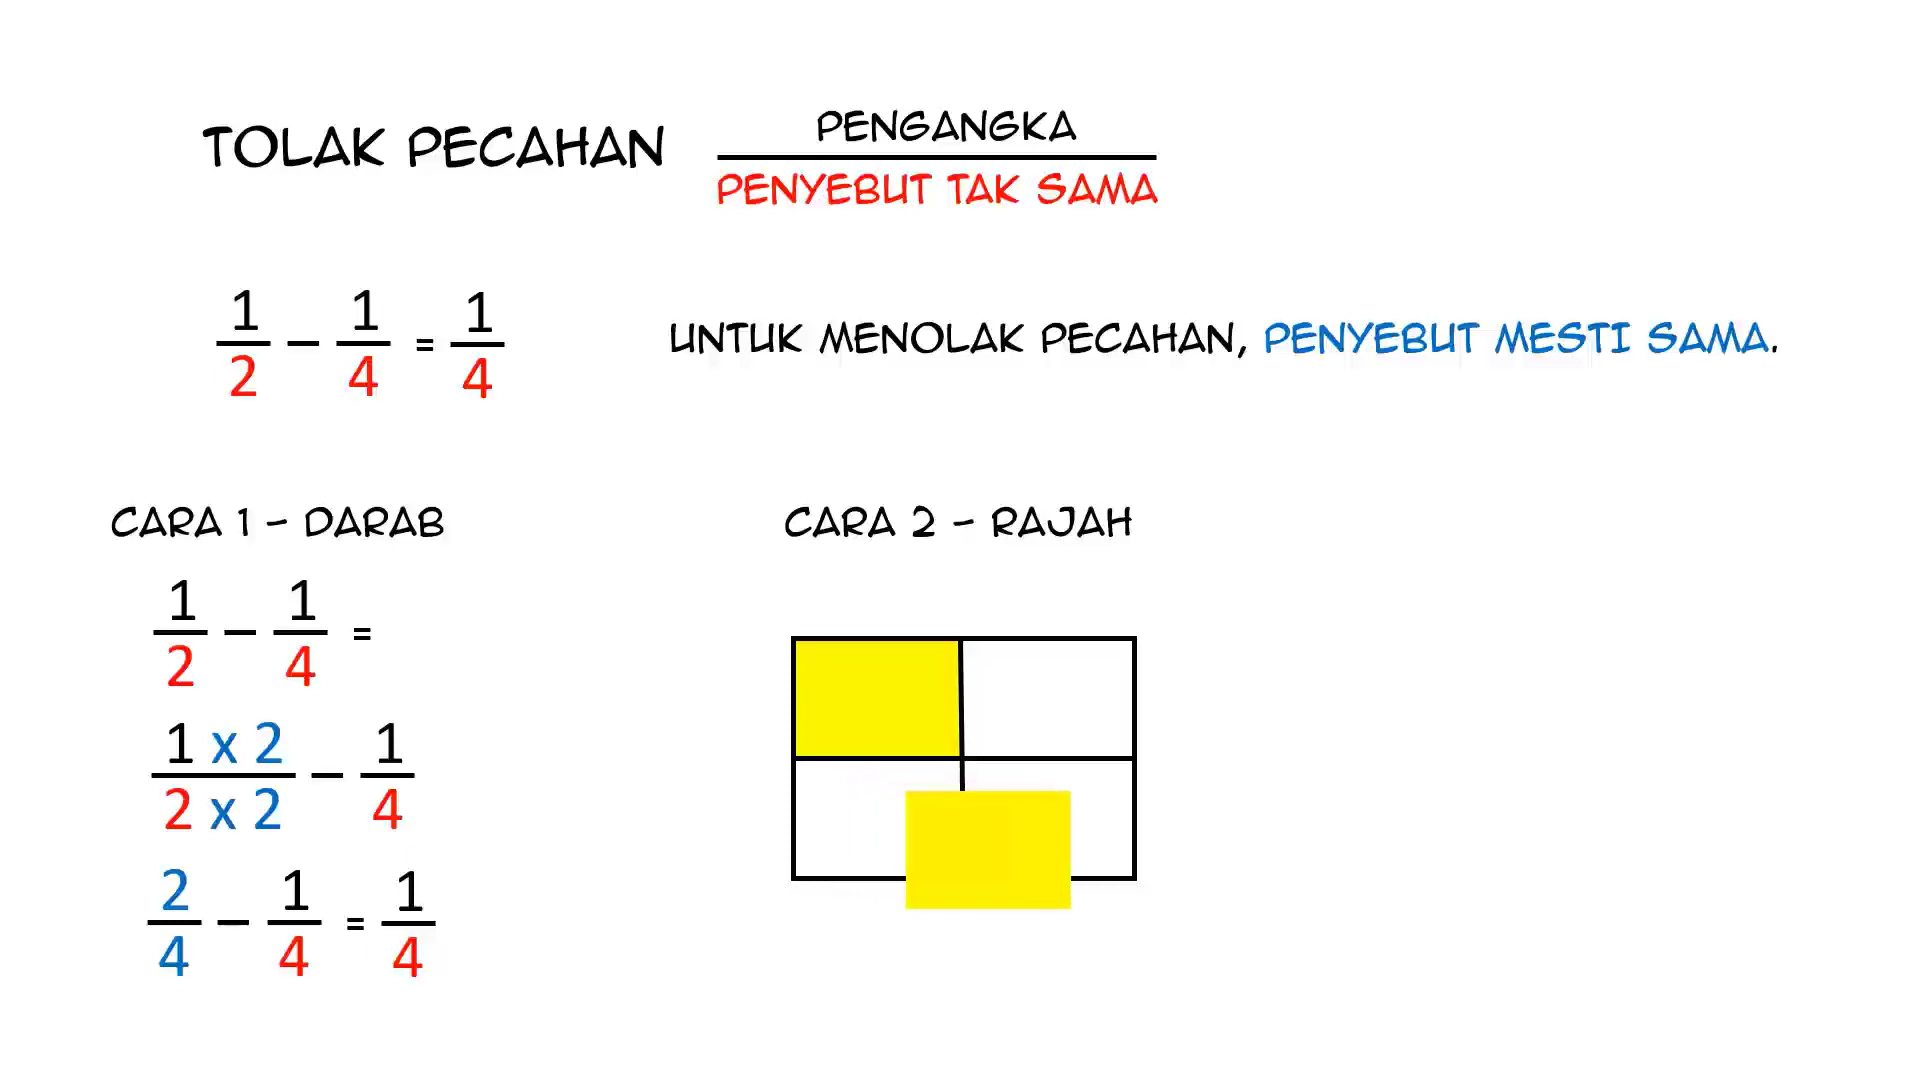 TOLAK PECAHAN
PENGANGKA
PENYEBUT TAK SAMA
1/2 – 1/4 = 1/4
UNTUK MENOLAK PECAHAN, PENYEBUT MESTI SAMA.
CARA 1 - DARAB
1/2 – 1/4 =
1 x 2/2 x 2 – 1/4
2/4 – 1/4 = 1/4
CARA 2 - RAJAH